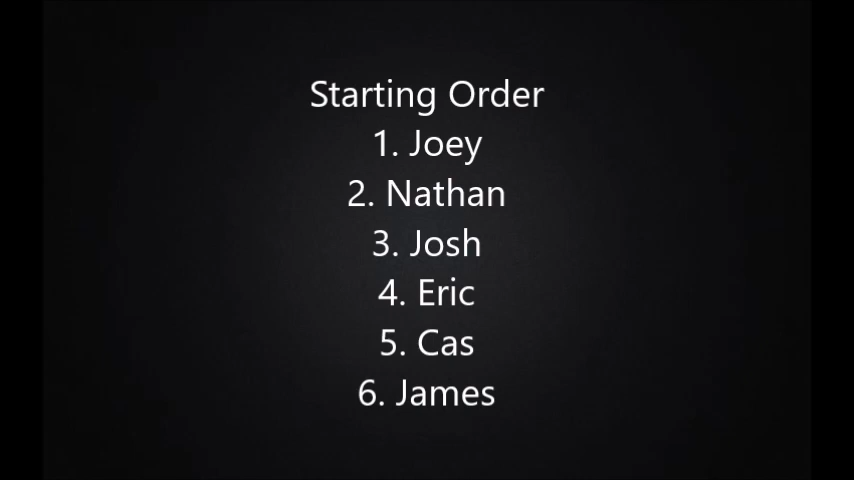 Starting Order
1. Joey
2. Nathan
3. Josh
4. Eric
5. Cas
6. James